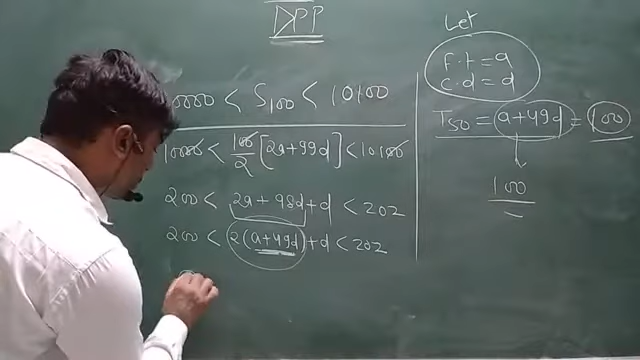 DPP
Let
f.t = a
c.d = d
T50 = a+49d = 100
100
0000 < S100 < 10100
10000 < 100/2 [2a+99d] < 10100
200 < 2a + 98d + d < 202
200 < 2(a+49d) + d < 202